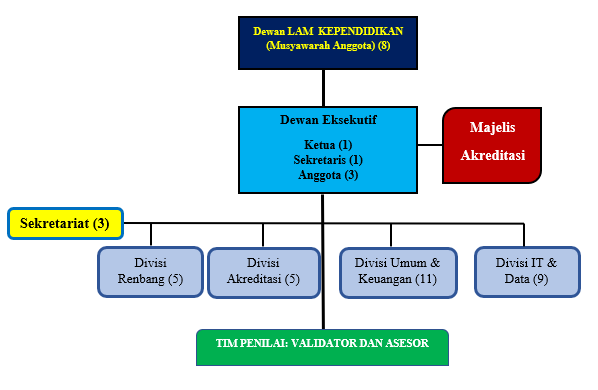 Dewan LAM KEPENDIDIKAN
(Musyawarah Anggota) (8)
Dewan Eksekutif
Ketua (1)
Sekretaris (1)
Anggota (3)
Majelis
Akreditasi
Sekretariat (3)
Divisi
Renbang (5)
Divisi
Akreditasi (5)
Divisi Umum &
Keuangan (11)
Divisi IT &
Data (9)
TIM PENILAI: VALIDATOR DAN ASESOR